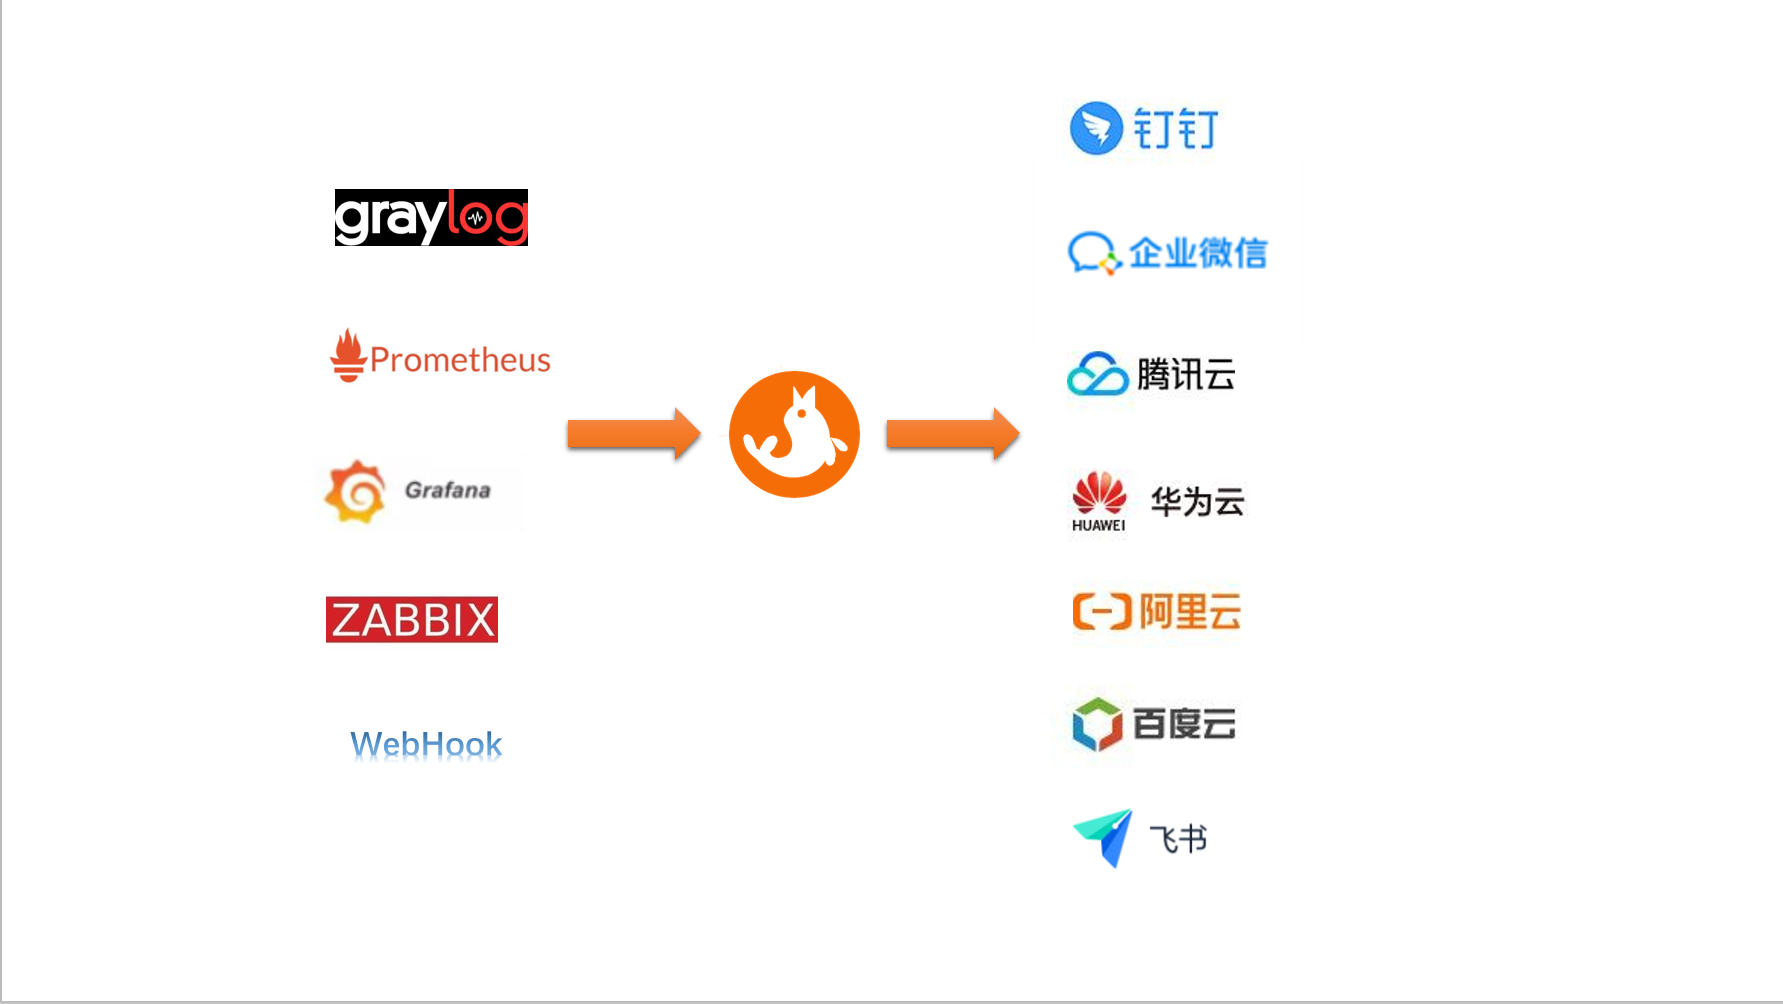 graylog
Prometheus
Grafana
ZABBIX
WebHook
钉钉
企业微信
腾讯云
HUAWEI
华为云
阿里云
百度云
飞书